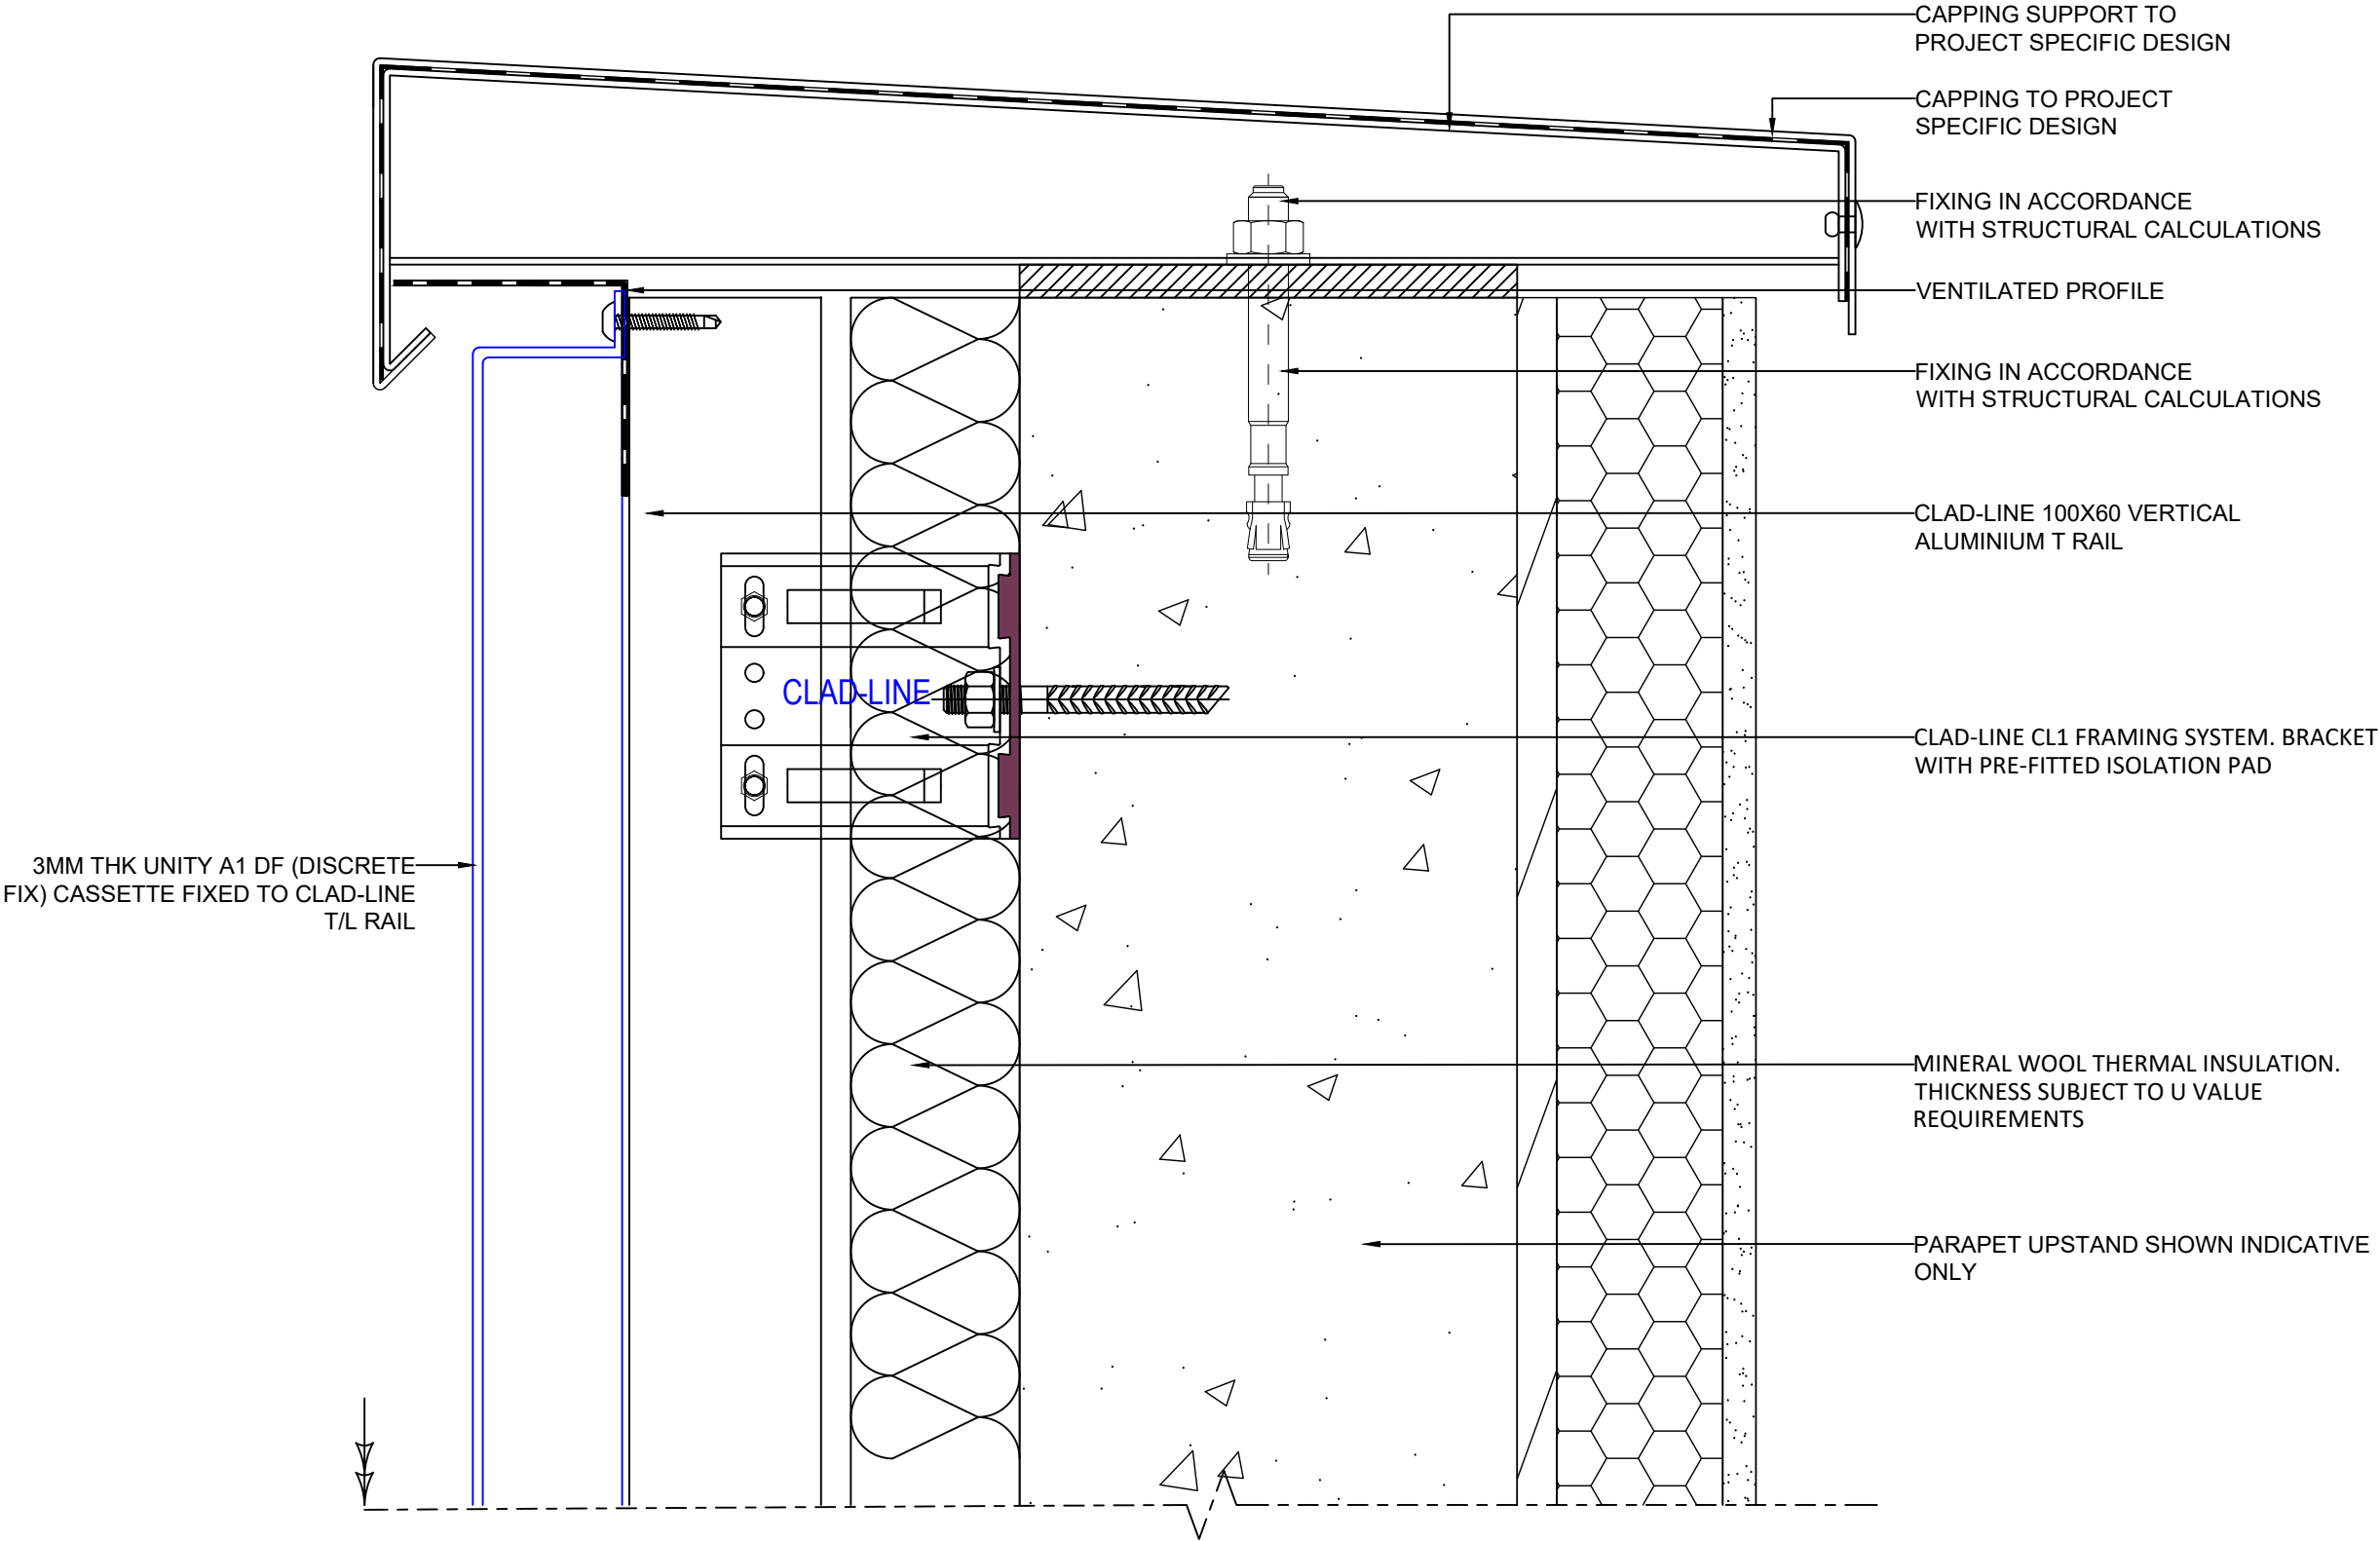 CAPPING SUPPORT TO
PROJECT SPECIFIC DESIGN
CAPPING TO PROJECT
SPECIFIC DESIGN
FIXING IN ACCORDANCE
WITH STRUCTURAL CALCULATIONS
VENTILATED PROFILE
FIXING IN ACCORDANCE
WITH STRUCTURAL CALCULATIONS
CLAD-LINE 100X60 VERTICAL
ALUMINIUM T RAIL
CLAD-LINE
CLAD-LINE CL1 FRAMING SYSTEM. BRACKET
WITH PRE-FITTED ISOLATION PAD
3MM THK UNITY A1 DF (DISCRETE
FIX) CASSETTE FIXED TO CLAD-LINE
T/L RAIL
MINERAL WOOL THERMAL INSULATION.
THICKNESS SUBJECT TO U VALUE
REQUIREMENTS
PARAPET UPSTAND SHOWN INDICATIVE
ONLY